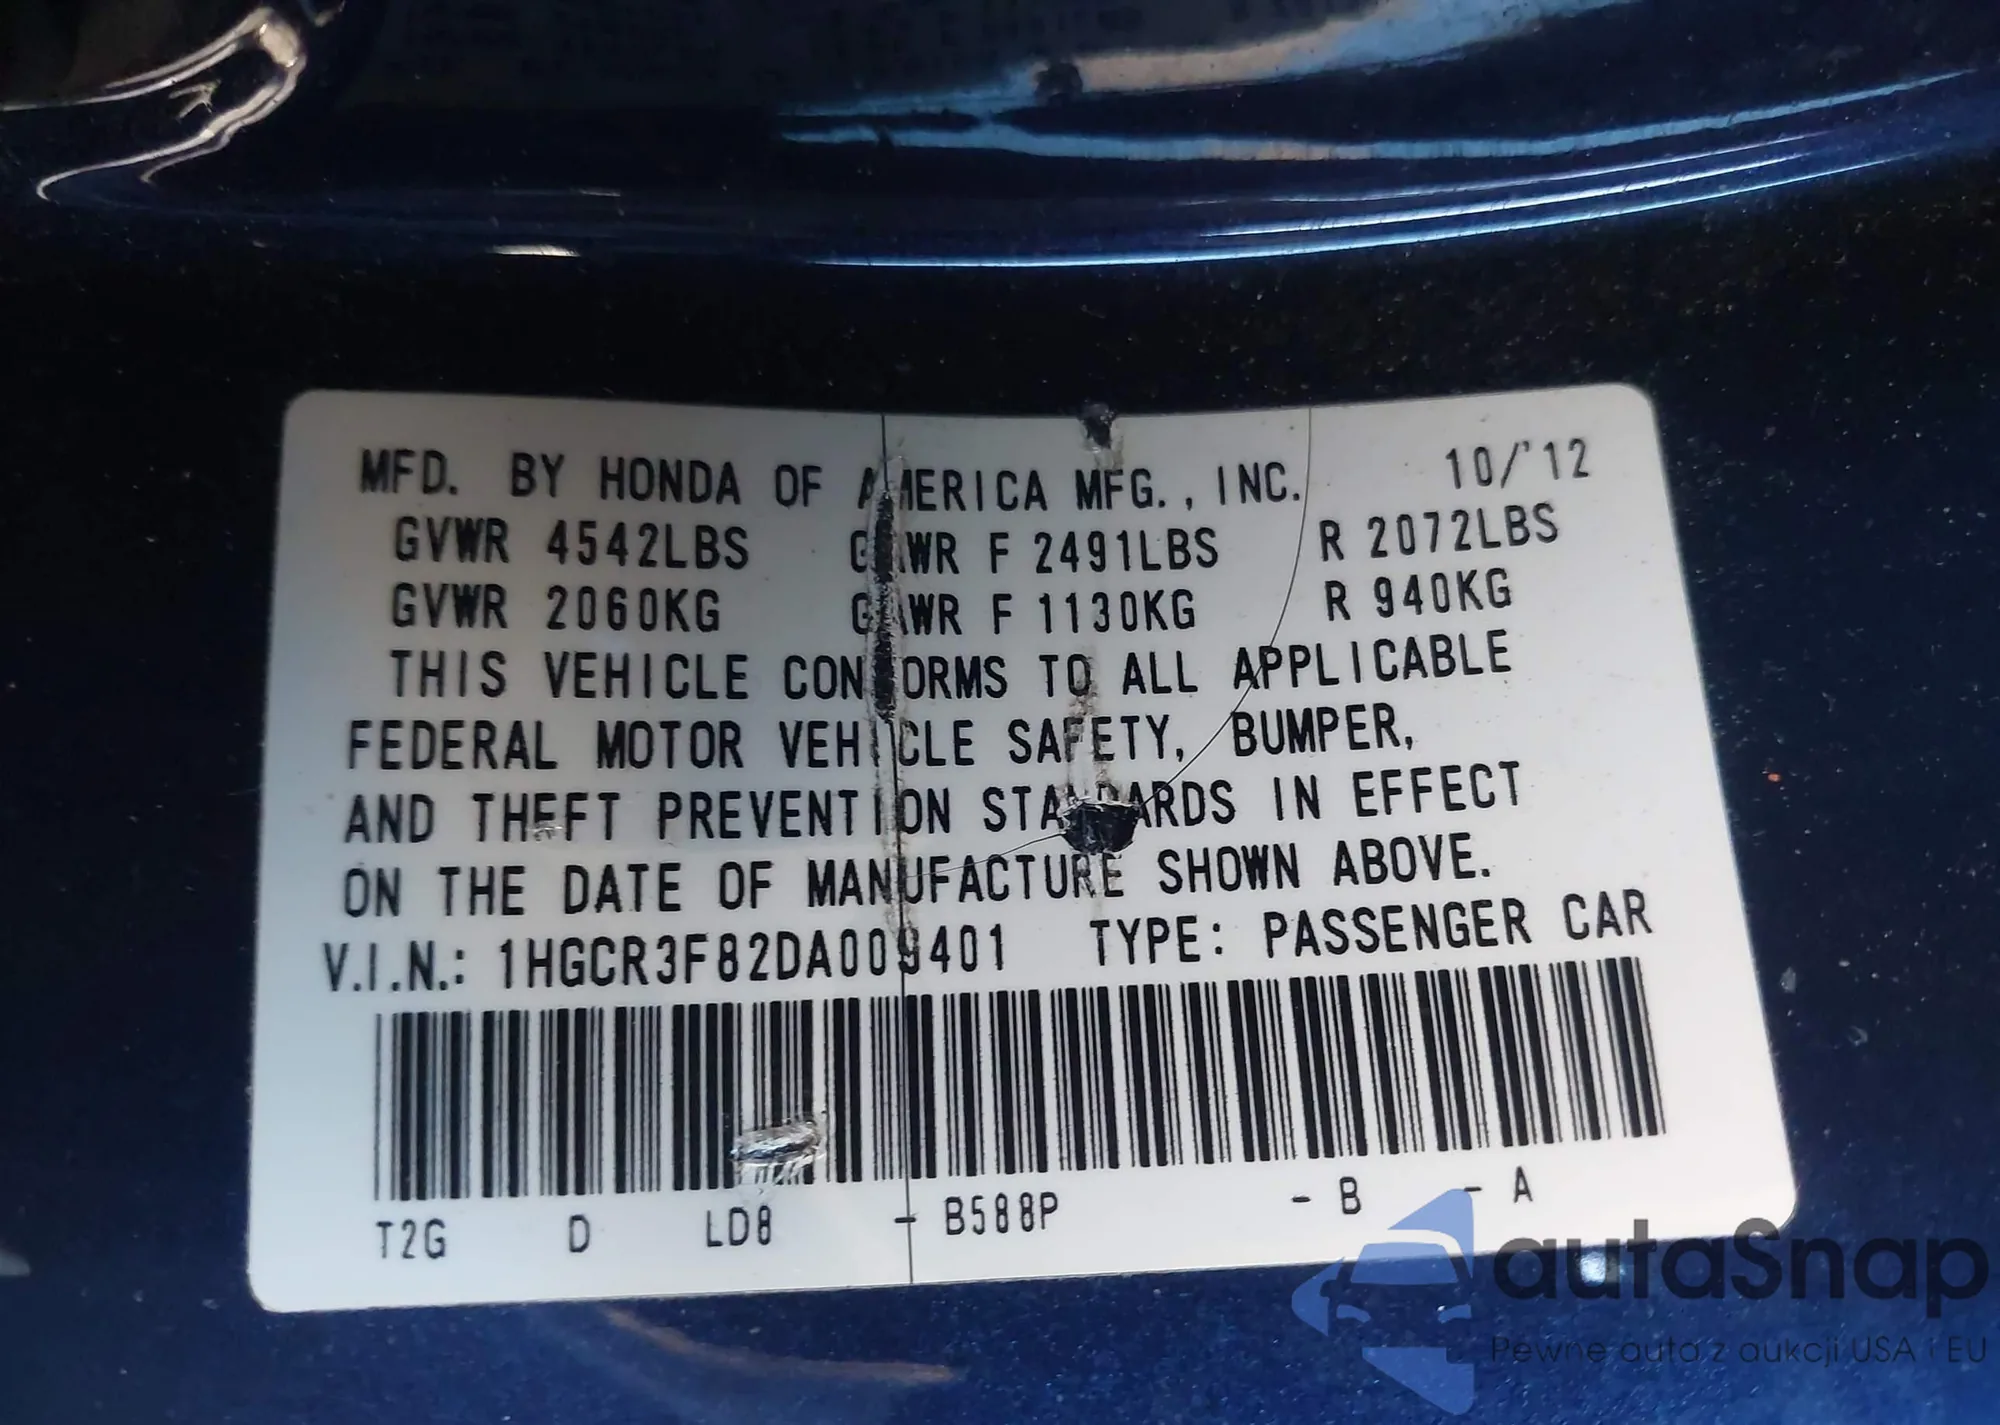 MFD. BY HONDA OF AMERICA MFG., INC. 10/'12
GVWR 4542LBS GAWR F 2491LBS R 2072LBS
GVWR 2060KG GAWR F 1130KG R 940KG
THIS VEHICLE CONFORMS TO ALL APPLICABLE
FEDERAL MOTOR VEHICLE SAFETY, BUMPER,
AND THEFT PREVENTION STANDARDS IN EFFECT
ON THE DATE OF MANUFACTURE SHOWN ABOVE.
V.I.N.: 1HGCR3F82DA009401 TYPE: PASSENGER CAR
T2G D LD8 - B588P - B - A
autaSnap
Pewne auta z aukcji USA i EU